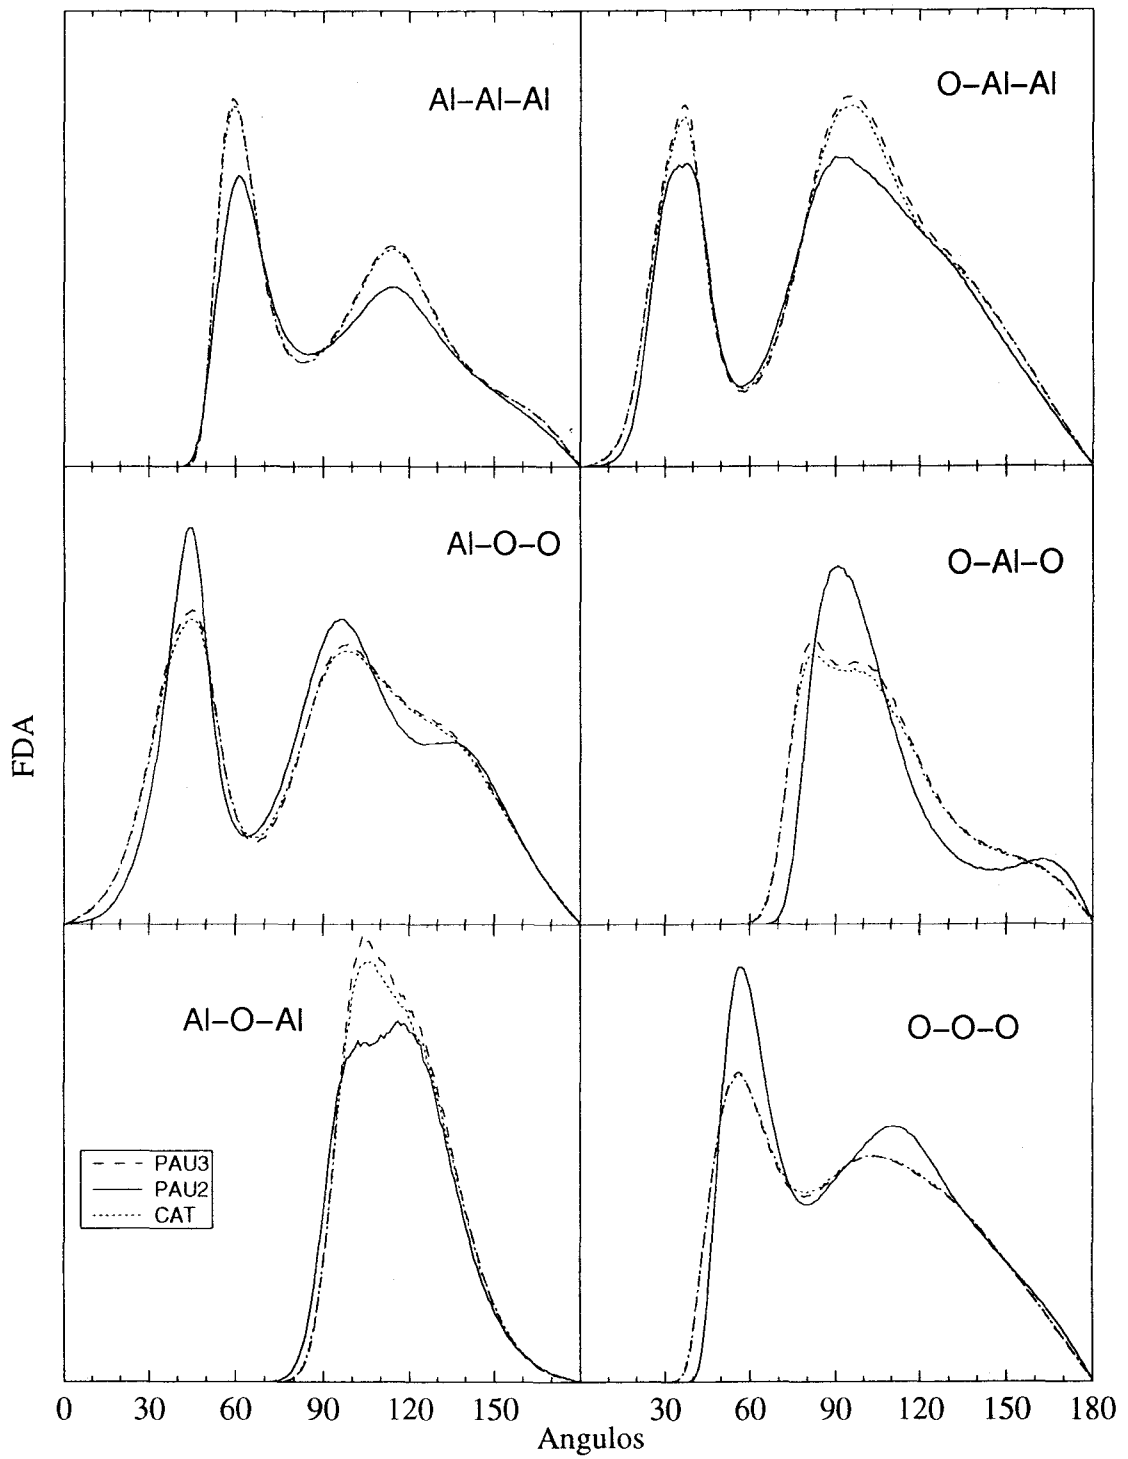 Al–Al–Al
O–Al–Al
Al–O–O
O–Al–O
FDA
Al–O–Al
O–O–O
PAU3
PAU2
CAT
0 30 60 90 120 150 30 60 90 120 150 180
Angulos